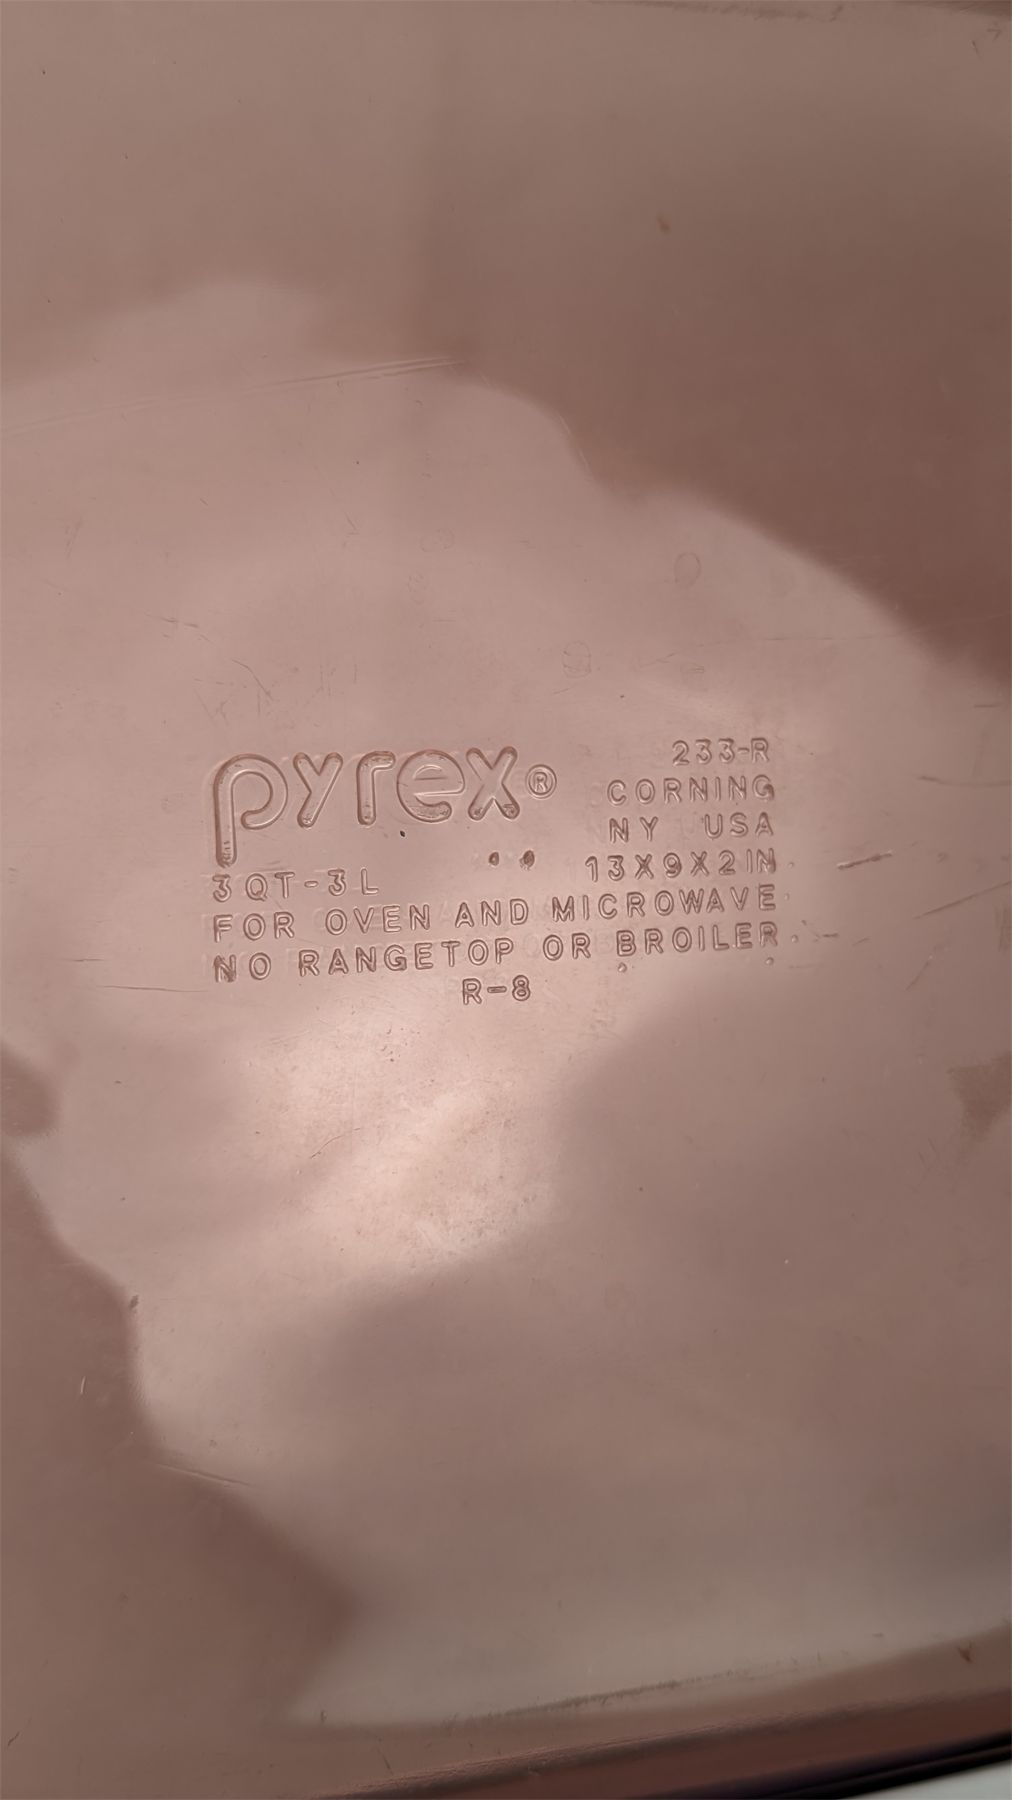 pyrex®
233-R
CORNING
NY USA
3QT-3L
13X9X2IN
FOR OVEN AND MICROWAVE
NO RANGETOP OR BROILER
R-8